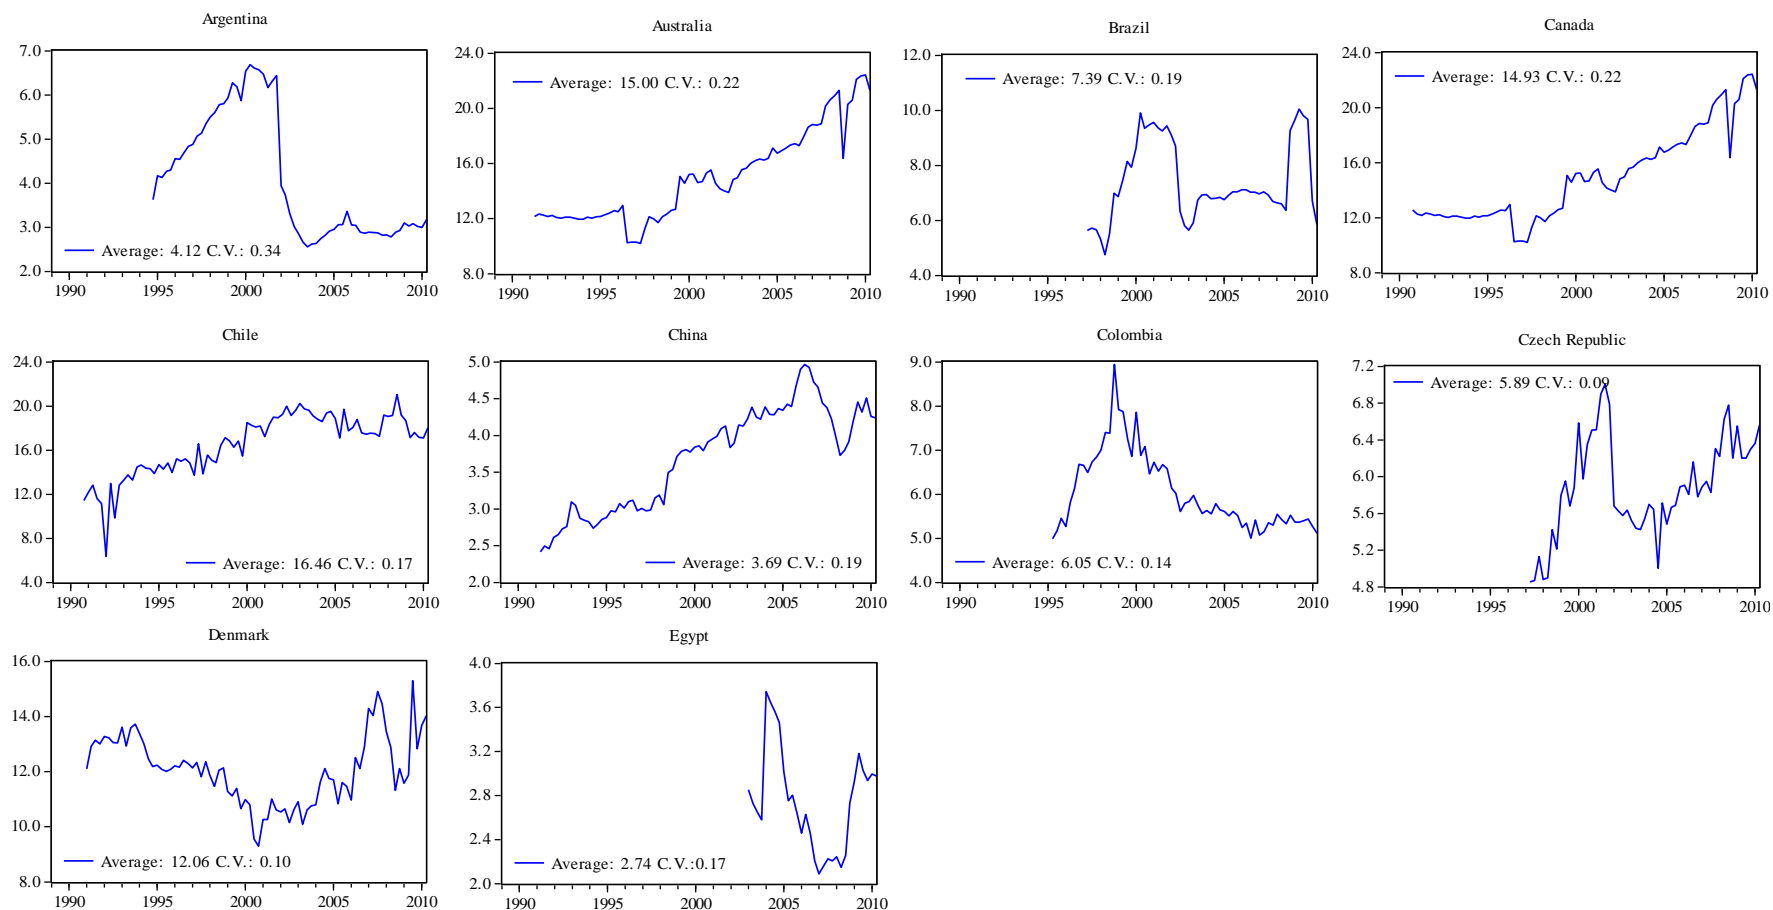 Argentina
7.0
6.0
5.0
4.0
3.0
2.0
Average: 4.12 C.V.: 0.34
1990 1995 2000 2005 2010
Australia
24.0
20.0
16.0
12.0
8.0
Average: 15.00 C.V.: 0.22
1990 1995 2000 2005 2010
Brazil
12.0
10.0
8.0
6.0
4.0
Average: 7.39 C.V.: 0.19
1990 1995 2000 2005 2010
Canada
24.0
20.0
16.0
12.0
8.0
Average: 14.93 C.V.: 0.22
1990 1995 2000 2005 2010
Chile
24.0
20.0
16.0
12.0
8.0
4.0
Average: 16.46 C.V.: 0.17
1990 1995 2000 2005 2010
China
5.0
4.5
4.0
3.5
3.0
2.5
2.0
Average: 3.69 C.V.: 0.19
1990 1995 2000 2005 2010
Colombia
9.0
8.0
7.0
6.0
5.0
4.0
Average: 6.05 C.V.: 0.14
1990 1995 2000 2005 2010
Czech Republic
7.2
6.8
6.4
6.0
5.6
5.2
4.8
Average: 5.89 C.V.: 0.09
1990 1995 2000 2005 2010
Denmark
16.0
14.0
12.0
10.0
8.0
Average: 12.06 C.V.: 0.10
1990 1995 2000 2005 2010
Egypt
4.0
3.6
3.2
2.8
2.4
2.0
Average: 2.74 C.V.:0.17
1990 1995 2000 2005 2010